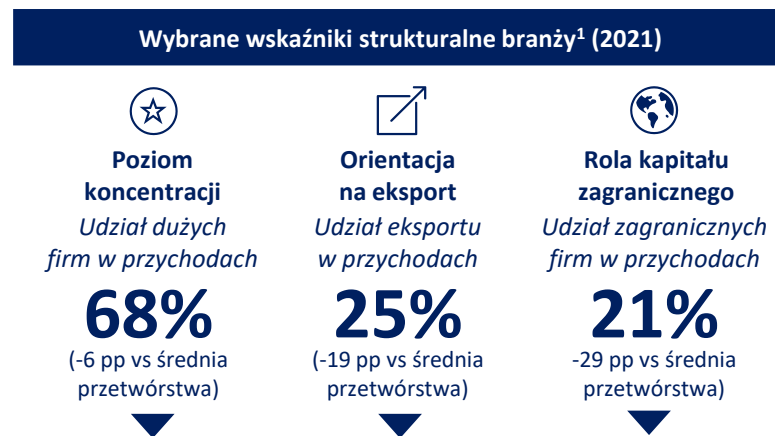 Wybrane wskaźniki strukturalne branży¹ (2021)
Poziom
koncentracji
Udział dużych
firm w przychodach
68%
(-6 pp vs średnia
przetwórstwa)
Orientacja
na eksport
Udział eksportu
w przychodach
25%
(-19 pp vs średnia
przetwórstwa)
Rola kapitału
zagranicznego
Udział zagranicznych
firm w przychodach
21%
-29 pp vs średnia
przetwórstwa)